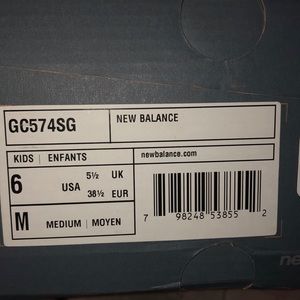 GC574SG NEW BALANCE
KIDS | ENFANTS newbalance.com
6 5½ UK
USA 38½ EUR
M MEDIUM | MOYEN
7 98248 53855 2
ne